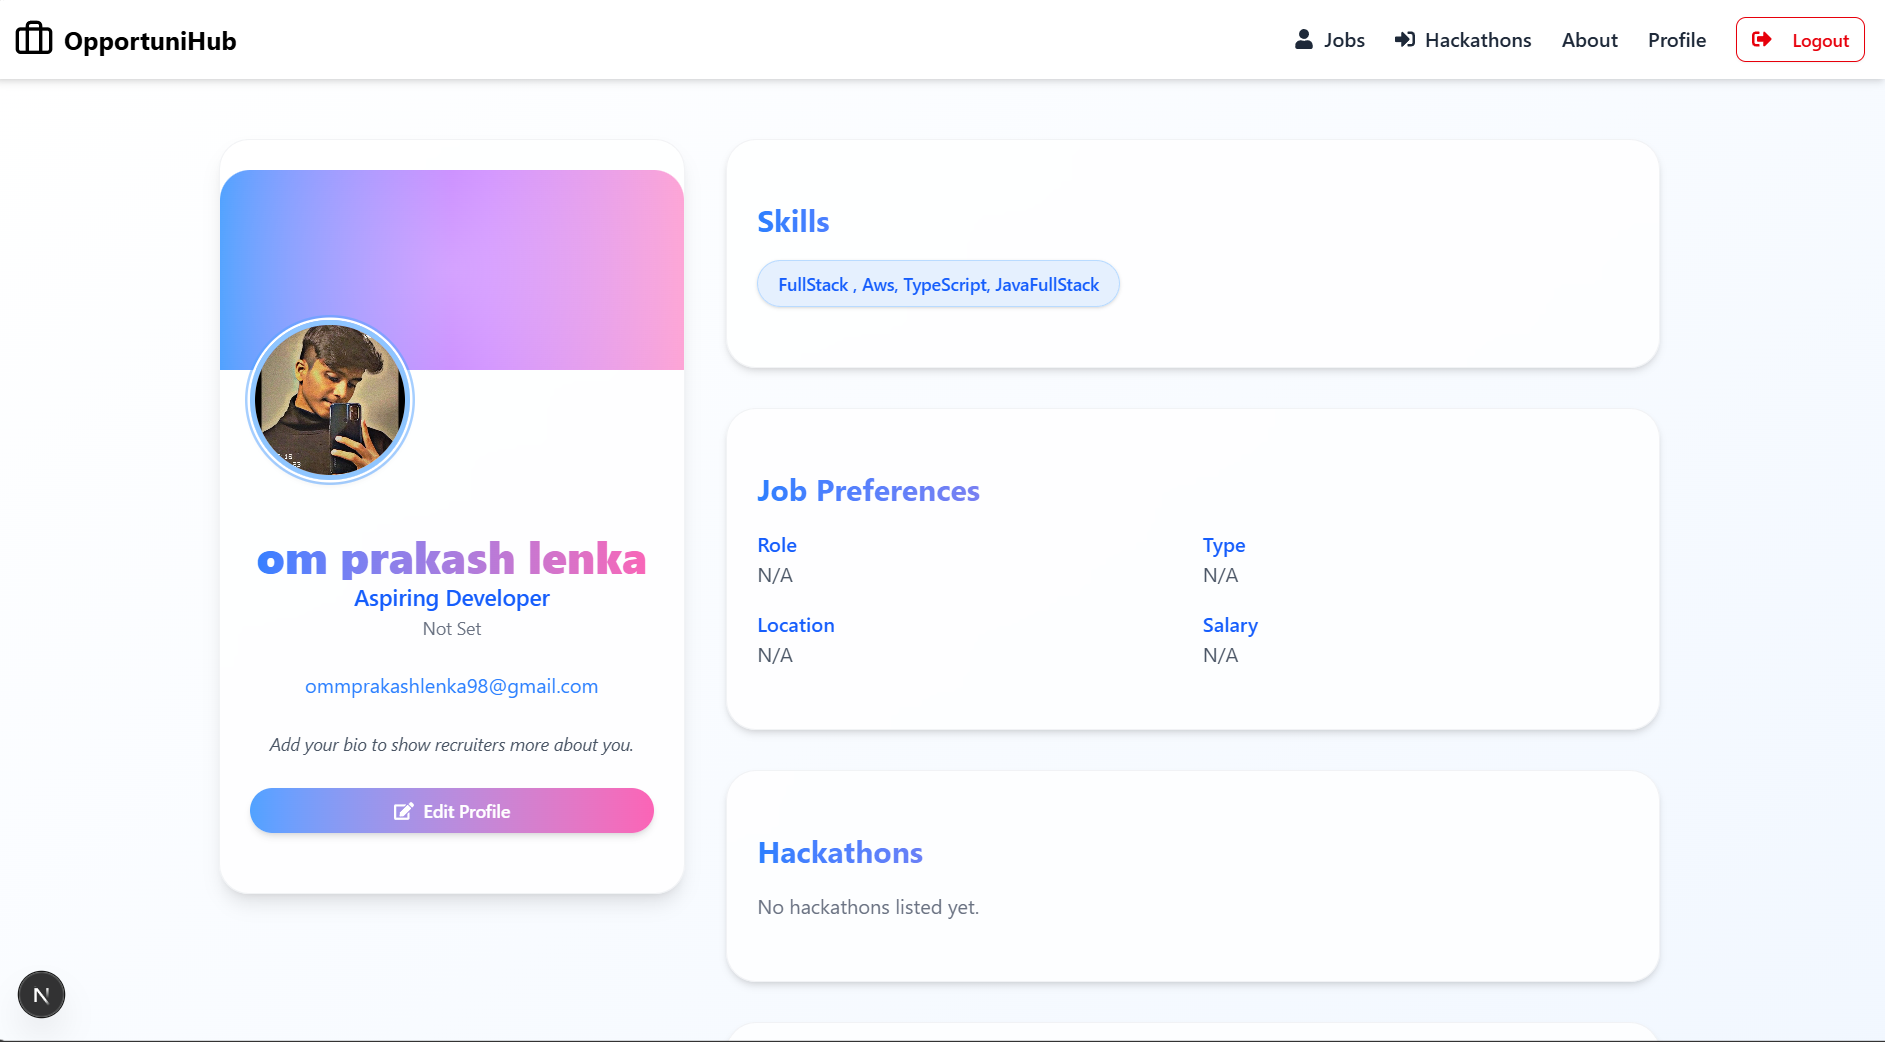 OpportuniHub
Jobs
Hackathons
About
Profile
Logout
om prakash lenka
Aspiring Developer
Not Set
ommprakashlenka98@gmail.com
Add your bio to show recruiters more about you.
Edit Profile
Skills
FullStack , Aws, TypeScript, JavaFullStack
Job Preferences
Role
N/A
Type
N/A
Location
N/A
Salary
N/A
Hackathons
No hackathons listed yet.
N